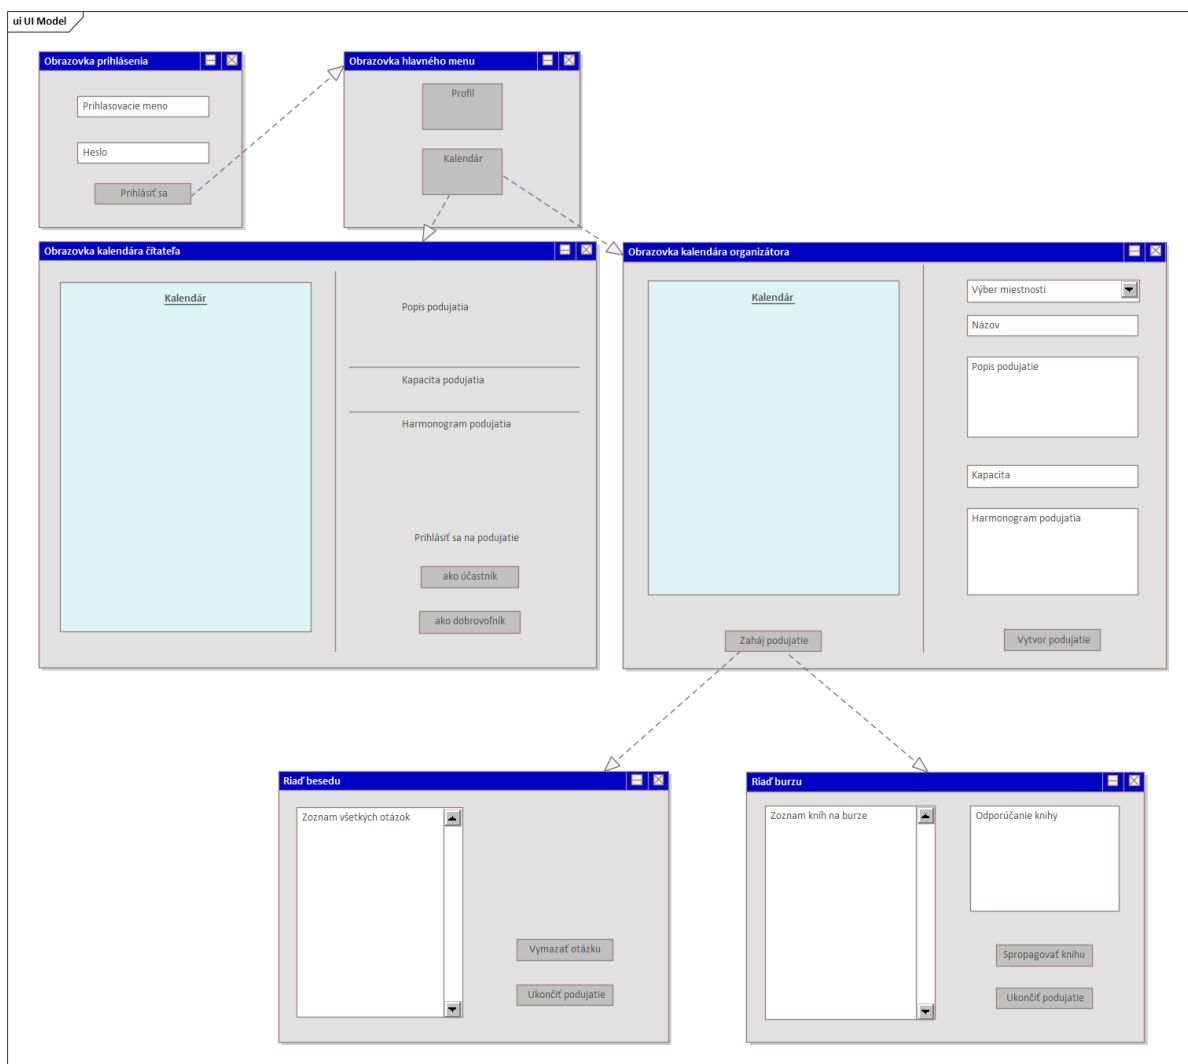 ui UI Model
Obrazovka prihlásenia
Prihlasovacie meno
Heslo
Prihlásiť sa
Obrazovka hlavného menu
Profil
Kalendár
Obrazovka kalendára čitateľa
Kalendár
Popis podujatia
Kapacita podujatia
Harmonogram podujatia
Prihlásiť sa na podujatie
ako účastník
ako dobrovoľník
Obrazovka kalendára organizátora
Kalendár
Zaháj podujatie
Výber miestnosti
Názov
Popis podujatie
Kapacita
Harmonogram podujatia
Vytvor podujatie
Riaď besedu
Zoznam všetkých otázok
Vymazať otázku
Ukončiť podujatie
Riaď burzu
Zoznam kníh na burze
Odporúčanie knihy
Spropagovať knihu
Ukončiť podujatie